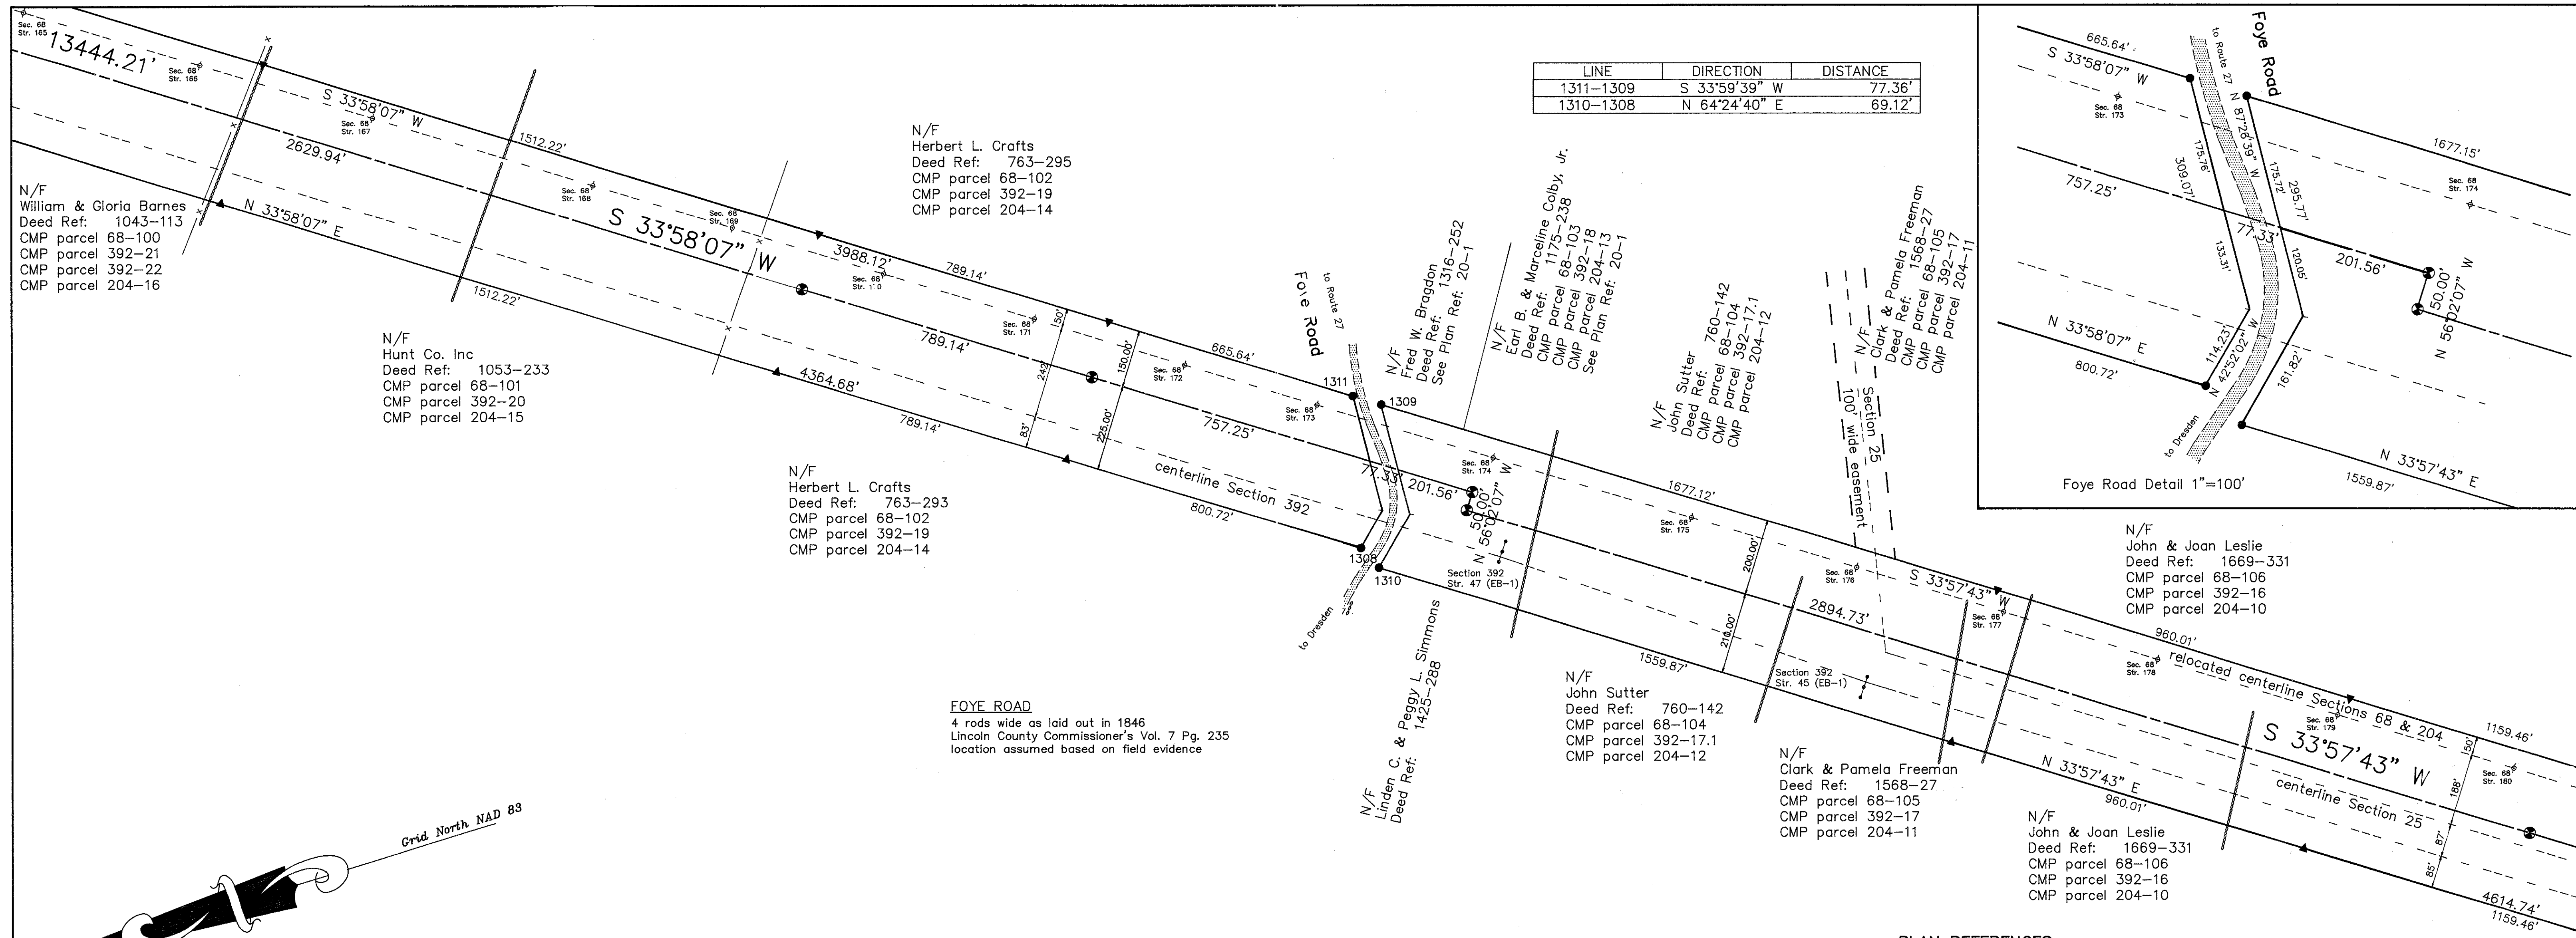 Sec. 68
Str. 165
13444.21'
Sec. 68
Str. 166
S 33°58'07" W
Sec. 68
Str. 167
2629.94'
1512.22'
N/F
William & Gloria Barnes
Deed Ref: 1043-113
CMP parcel 68-100
CMP parcel 392-21
CMP parcel 392-22
CMP parcel 204-16
N 33°58'07" E
1512.22'
Sec. 68
Str. 168
S 33°58'07" W
Sec. 68
Str. 169
3988.12'
Sec. 68
Str. 170
789.14'
N/F
Herbert L. Crafts
Deed Ref: 763-295
CMP parcel 68-102
CMP parcel 392-19
CMP parcel 204-14
N/F
Hunt Co. Inc
Deed Ref: 1053-233
CMP parcel 68-101
CMP parcel 392-20
CMP parcel 204-15
4364.68'
789.14'
789.14'
Sec. 68
Str. 171
50'
242'
83'
150.00'
225.00'
Sec. 68
Str. 172
665.64'
757.25'
N/F
Herbert L. Crafts
Deed Ref: 763-293
CMP parcel 68-102
CMP parcel 392-19
CMP parcel 204-14
centerline Section 392
800.72'
Sec. 68
Str. 173
1311
1309
Foye Road
to Route 27
77.33'
201.56'
1308
1310
to Dresden
LINE DIRECTION DISTANCE
1311-1309 S 33°59'39" W 77.36'
1310-1308 N 64°24'40" E 69.12'
N/F
Fred W. Bragdon
Deed Ref: 1316-252
See Plan Ref: 20-1
N/F
Earl B. & Marceline Colby, Jr.
Deed Ref: 1175-238
CMP parcel 68-103
CMP parcel 392-18
CMP parcel 204-13
See Plan Ref: 20-1
Sec. 68
Str. 174
50.00'
N 56°02'07" W
Section 392
Str. 47 (EB-1)
N/F
Linden C. & Peggy L. Simmons
Deed Ref: 1425-288
N/F
John Sutter
Deed Ref: 760-142
CMP parcel 68-104
CMP parcel 392-17.1
CMP parcel 204-12
1677.12'
Sec. 68
Str. 175
200.00'
210.00'
1559.87'
Section 25
100' wide easement
N/F
Clark & Pamela Freeman
Deed Ref: 1568-27
CMP parcel 68-105
CMP parcel 392-17
CMP parcel 204-11
Sec. 68
Str. 176
2894.73'
S 33°57'43" W
Sec. 68
Str. 177
Section 392
Str. 45 (EB-1)
N/F
John Sutter
Deed Ref: 760-142
CMP parcel 68-104
CMP parcel 392-17.1
CMP parcel 204-12
N/F
Clark & Pamela Freeman
Deed Ref: 1568-27
CMP parcel 68-105
CMP parcel 392-17
CMP parcel 204-11
N/F
John & Joan Leslie
Deed Ref: 1669-331
CMP parcel 68-106
CMP parcel 392-16
CMP parcel 204-10
960.01'
relocated centerline Sections 68 & 204
Sec. 68
Str. 178
Sec. 68
Str. 179
S 33°57'43" W
1159.46'
50'
188'
87'
85'
Sec. 68
Str. 180
centerline Section 25
N 33°57'43" E
960.01'
N/F
John & Joan Leslie
Deed Ref: 1669-331
CMP parcel 68-106
CMP parcel 392-16
CMP parcel 204-10
4614.74'
1159.46'
FOYE ROAD
4 rods wide as laid out in 1846
Lincoln County Commissioner's Vol. 7 Pg. 235
location assumed based on field evidence
Grid North NAD 83
665.64'
S 33°58'07" W
Sec. 68
Str. 173
757.25'
to Route 27
Foye Road
N 87°26'39" W
175.76'
309.07'
175.72'
295.77'
1677.15'
Sec. 68
Str. 174
77.33'
201.56'
133.31'
120.05'
50.00'
N 56°02'07" W
N 33°58'07" E
800.72'
114.23'
N 42°52'02" W
161.82'
to Dresden
N 33°57'43" E
1559.87'
Foye Road Detail 1"=100'
PLAN REFERENCES